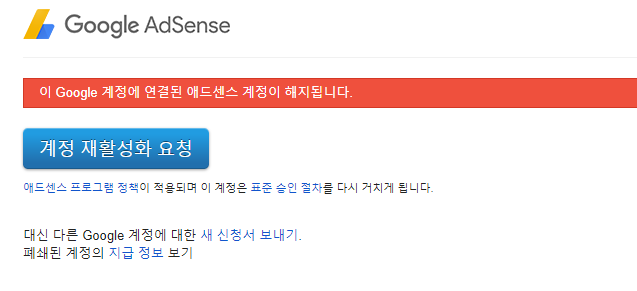 Google AdSense
이 Google 계정에 연결된 애드센스 계정이 해지됩니다.
계정 재활성화 요청
애드센스 프로그램 정책이 적용되며 이 계정은 표준 승인 절차를 다시 거치게 됩니다.
대신 다른 Google 계정에 대한 새 신청서 보내기.
폐쇄된 계정의 지급 정보 보기